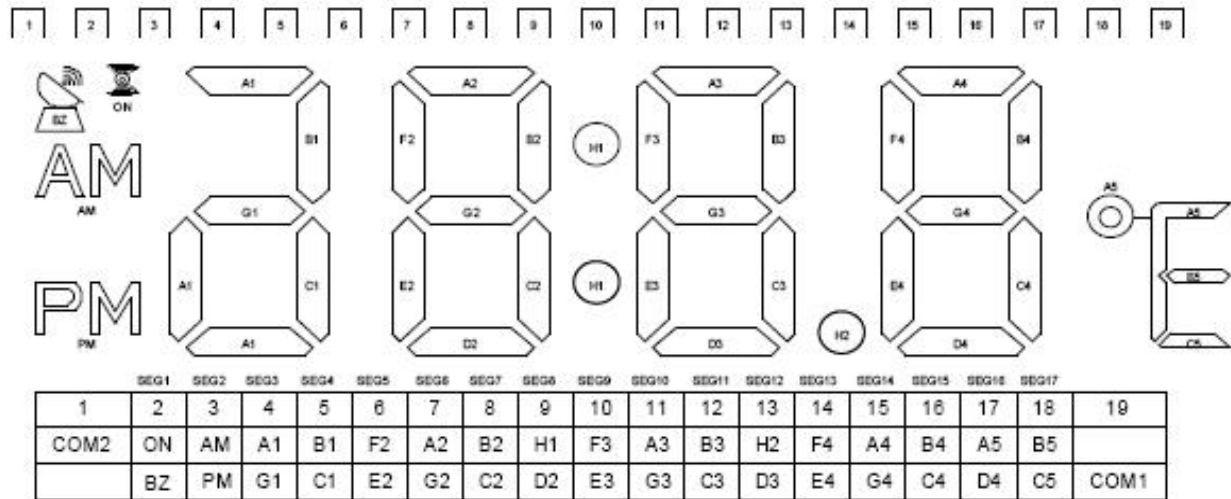 1 2 3 4 5 6 7 8 9 10 11 12 13 14 15 16 17 18 19
A1 A2 A3 A4
ON
BZ
B1 F2 B2 H1 F3 B3 F4 B4
AM
AM
A5
G1 G2 G3 G4 A5
PM
A1 C1 E2 C2 H1 E3 C3 E4 C4 B5
PM
H2
A1 D2 D3 D4 C5
SEG1 SEG2 SEG3 SEG4 SEG5 SEG6 SEG7 SEG8 SEG9 SEG10 SEG11 SEG12 SEG13 SEG14 SEG15 SEG16 SEG17
1 2 3 4 5 6 7 8 9 10 11 12 13 14 15 16 17 18 19
COM2 ON AM A1 B1 F2 A2 B2 H1 F3 A3 B3 H2 F4 A4 B4 A5 B5
BZ PM G1 C1 E2 G2 C2 D2 E3 G3 C3 D3 E4 G4 C4 D4 C5 COM1